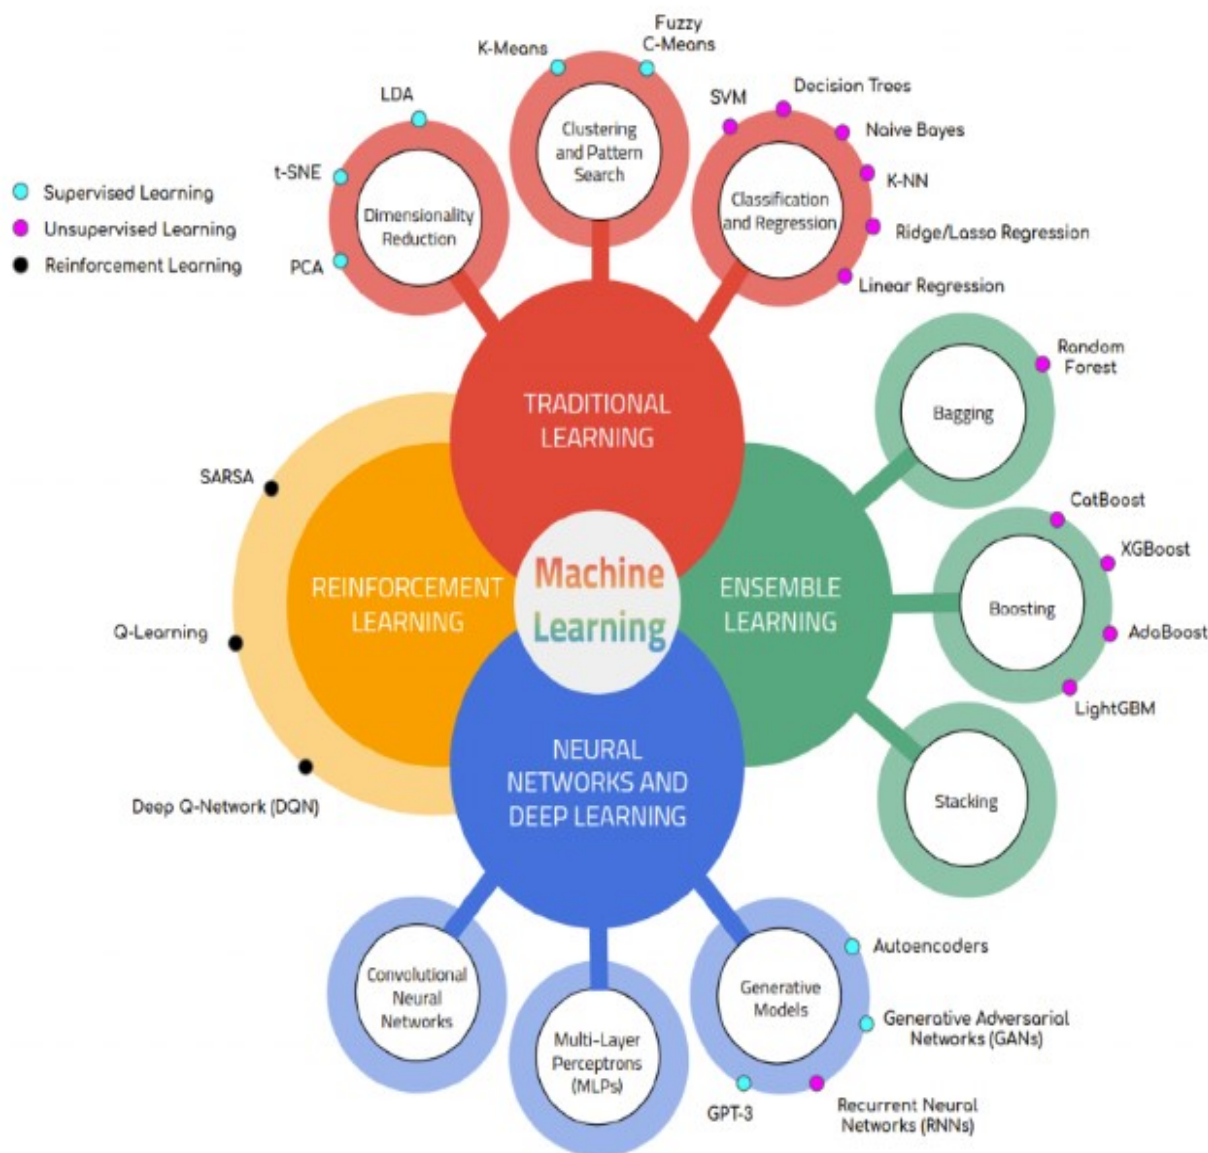 Supervised Learning
Unsupervised Learning
Reinforcement Learning
LDA
t-SNE
PCA
Dimensionality
Reduction
K-Means
Fuzzy
C-Means
Clustering
and Pattern
Search
SVM
Decision Trees
Naive Bayes
K-NN
Ridge/Lasso Regression
Linear Regression
Classification
and Regression
TRADITIONAL
LEARNING
Random
Forest
Bagging
CatBoost
XGBoost
AdaBoost
LightGBM
Boosting
Stacking
ENSEMBLE
LEARNING
Machine
Learning
REINFORCEMENT
LEARNING
SARSA
Q-Learning
Deep Q-Network (DQN)
NEURAL
NETWORKS AND
DEEP LEARNING
Convolutional
Neural
Networks
Multi-Layer
Perceptrons
(MLPs)
Generative
Models
Autoencoders
Generative Adversarial
Networks (GANs)
GPT-3
Recurrent Neural
Networks (RNNs)